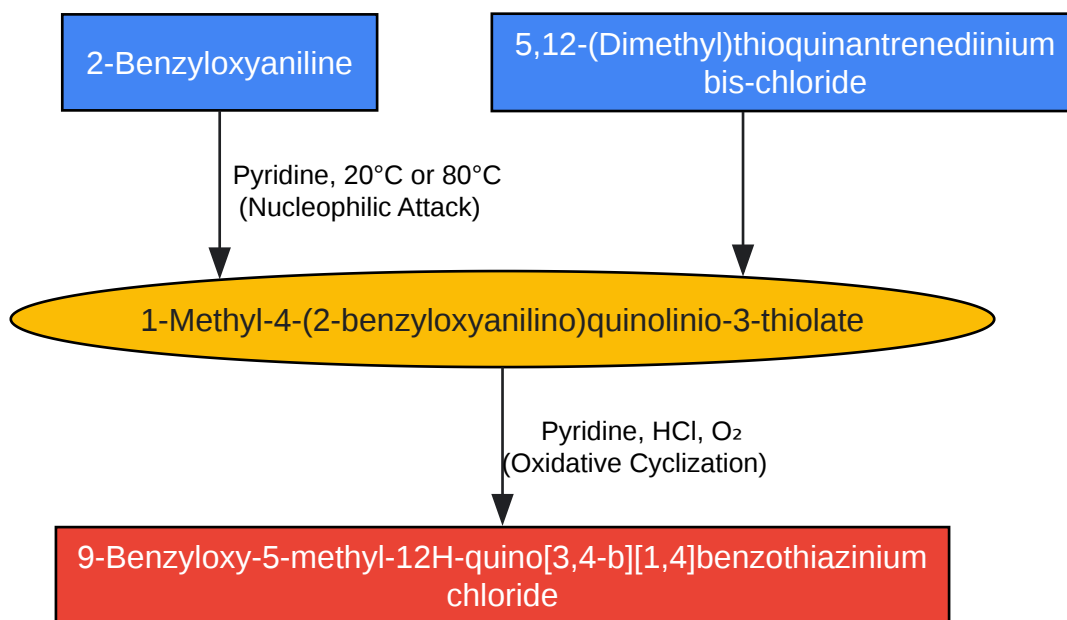 2-Benzyloxyaniline
5,12-(Dimethyl)thioquinantrenediinium
bis-chloride
Pyridine, 20°C or 80°C
(Nucleophilic Attack)
1-Methyl-4-(2-benzyloxyanilino)quinolinio-3-thiolate
Pyridine, HCl, O₂
(Oxidative Cyclization)
9-Benzyloxy-5-methyl-12H-quino[3,4-b][1,4]benzothiazinium
chloride